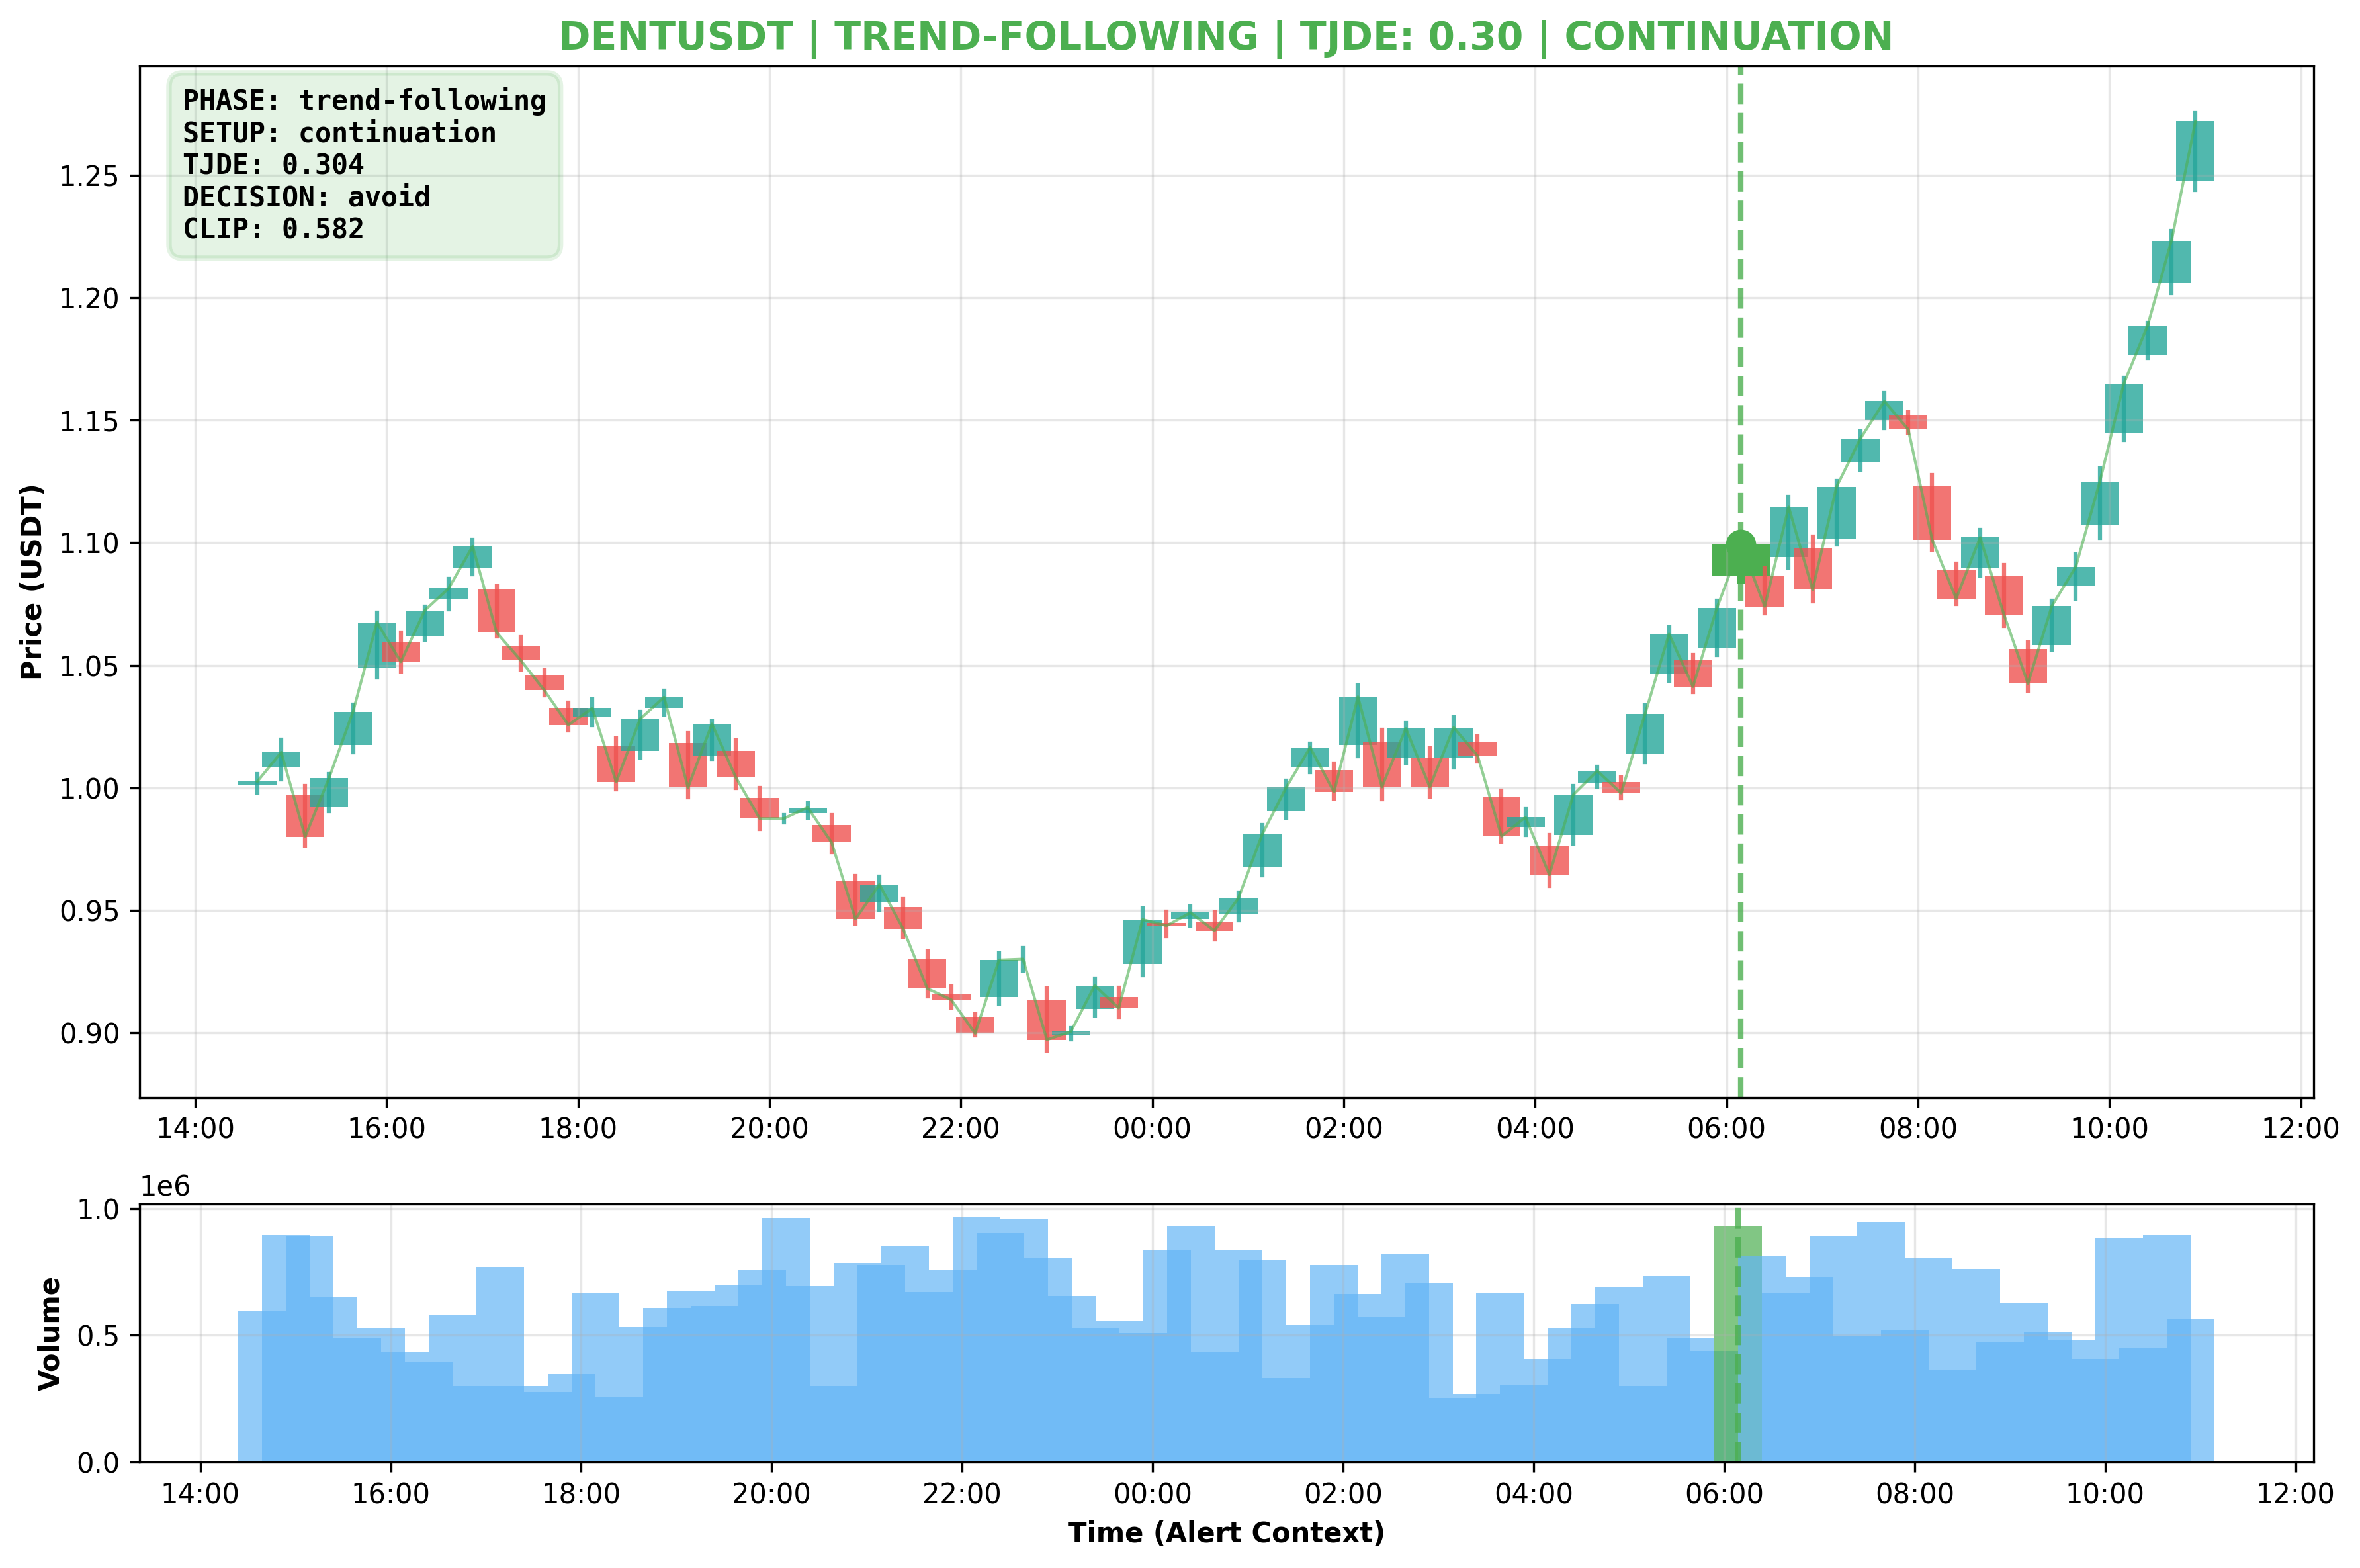 DENTUSDT | TREND-FOLLOWING | TJDE: 0.30 | CONTINUATION
PHASE: trend-following
SETUP: continuation
TJDE: 0.304
DECISION: avoid
CLIP: 0.582
Price (USDT)
1.25
1.20
1.15
1.10
1.05
1.00
0.95
0.90
14:00 16:00 18:00 20:00 22:00 00:00 02:00 04:00 06:00 08:00 10:00 12:00
1e6
Volume
1.0
0.5
0.0
14:00 16:00 18:00 20:00 22:00 00:00 02:00 04:00 06:00 08:00 10:00 12:00
Time (Alert Context)